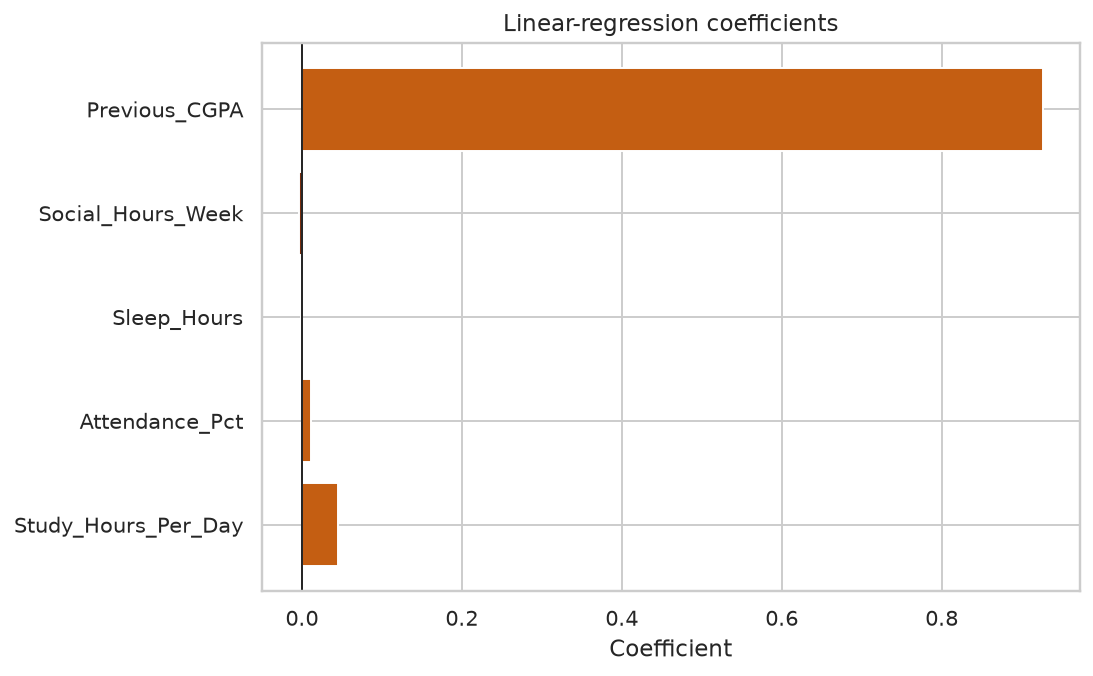 Linear-regression coefficients
Previous_CGPA
Social_Hours_Week
Sleep_Hours
Attendance_Pct
Study_Hours_Per_Day
0.0 0.2 0.4 0.6 0.8
Coefficient